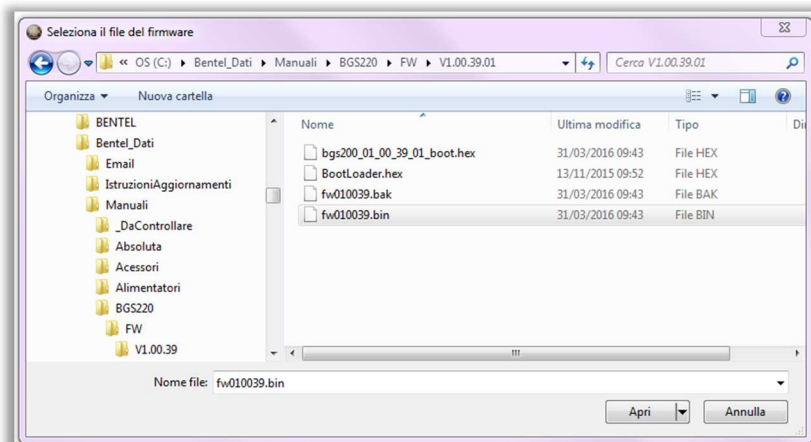 Seleziona il file del firmware
« OS (C:) Bentel_Dati Manuali BGS220 FW V1.00.39.01
Cerca V1.00.39.01
Organizza Nuova cartella
BENTEL
Bentel_Dati
Email
IstruzioniAggiornamenti
Manuali
_DaControllare
Absoluta
Acessori
Alimentatori
BGS220
FW
V1.00.39
Nome Ultima modifica Tipo Di
bgs200_01_00_39_01_boot.hex 31/03/2016 09:43 File HEX
BootLoader.hex 13/11/2015 09:52 File HEX
fw010039.bak 31/03/2016 09:43 File BAK
fw010039.bin 31/03/2016 09:43 File BIN
Nome file: fw010039.bin
Apri Annulla